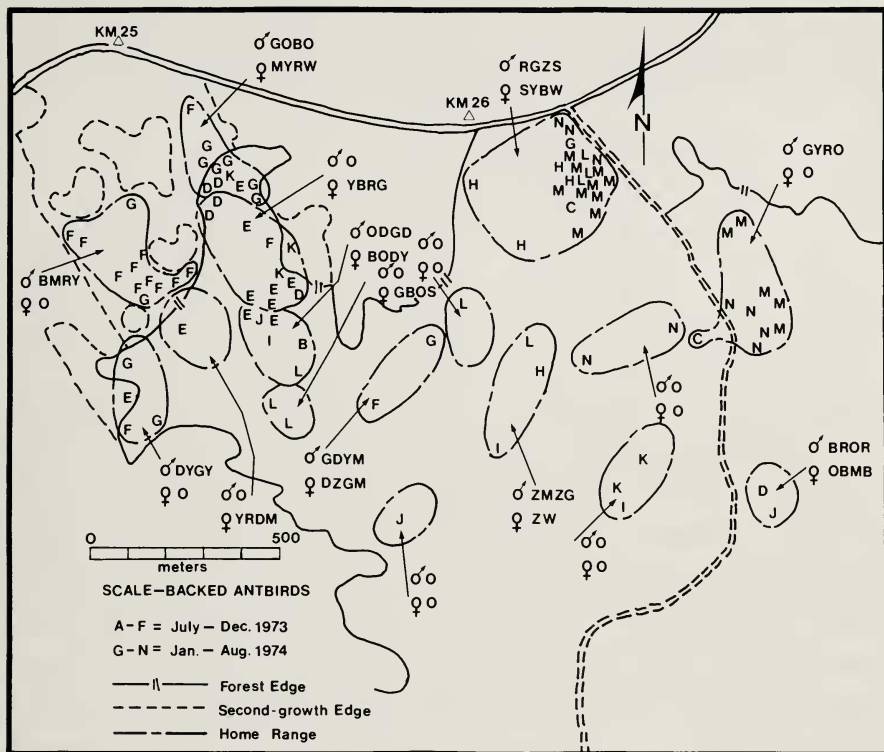 KM 25
♂ GOBO
♀ MYRW
♂ RGZS
♀ SYBW
KM 26
N
♂ GYRO
♀ O
♂ O
♀ YBRG
♂ ODGD
♀ BODY
♂ O
♀ O
♂ O
♀ GBOS
♂ BMRY
♀ O
♂ DYGY
♀ O
♂ O
♀ YRDM
♂ GDYM
♀ DZGM
♂ ZMZG
♀ ZW
♂ O
♀ O
♂ BROR
♀ OBMB
♂ O
♀ O
♂ O
♀ O
F
G
G
G G G
D G K
D D E G
D D G
E
F K
K
E E D
E E
E J E
I B
L
L
L
G
F F
F
F F F
F F F F
G
E
G
E
F G
G
F
L
L
H
I
N N
K
K
I
J
D
J
C
M M
M
N M
N M
N
N
N
G
M L N
H M L M
H L M
M L M M
C M
M
H
H
0 500
meters
SCALE-BACKED ANTBIRDS
A-F = July - Dec. 1973
G-N = Jan. - Aug. 1974
Forest Edge
Second-growth Edge
Home Range